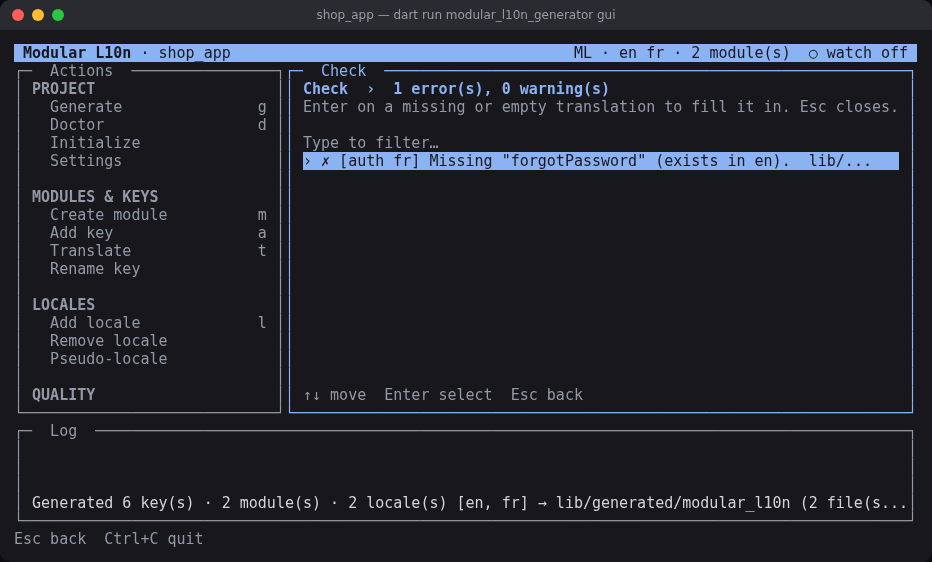 shop_app — dart run modular_l10n_generator gui
Modular L10n · shop_app ML · en fr · 2 module(s) ○ watch off
Actions
PROJECT
Generate g
Doctor d
Initialize
Settings
MODULES & KEYS
Create module m
Add key a
Translate t
Rename key
LOCALES
Add locale l
Remove locale
Pseudo-locale
QUALITY
Check
Check › 1 error(s), 0 warning(s)
Enter on a missing or empty translation to fill it in. Esc closes.
Type to filter…
› ✗ [auth fr] Missing "forgotPassword" (exists in en). lib/...
↑↓ move Enter select Esc back
Log
Generated 6 key(s) · 2 module(s) · 2 locale(s) [en, fr] → lib/generated/modular_l10n (2 file(s...
Esc back Ctrl+C quit